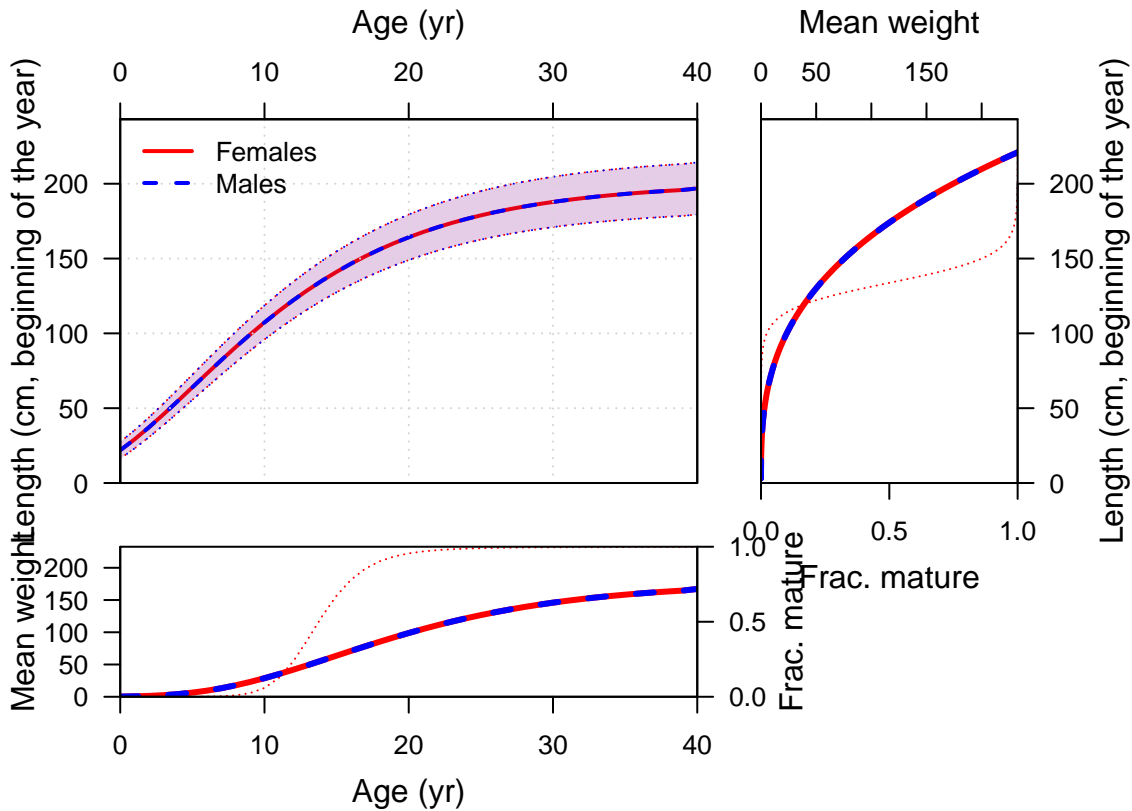 Age (yr)
Mean weight
0 10 20 30 40
0 50 150
Length (cm, beginning of the year)
0 50 100 150 200
Females
Males
0 50 100 200
Length (cm, beginning of the year)
0.0 0.5 1.0
Frac. mature
Mean weight
0 50 100 150 200
0.0 0.5 1.0
Frac. mature
0 10 20 30 40
Age (yr)